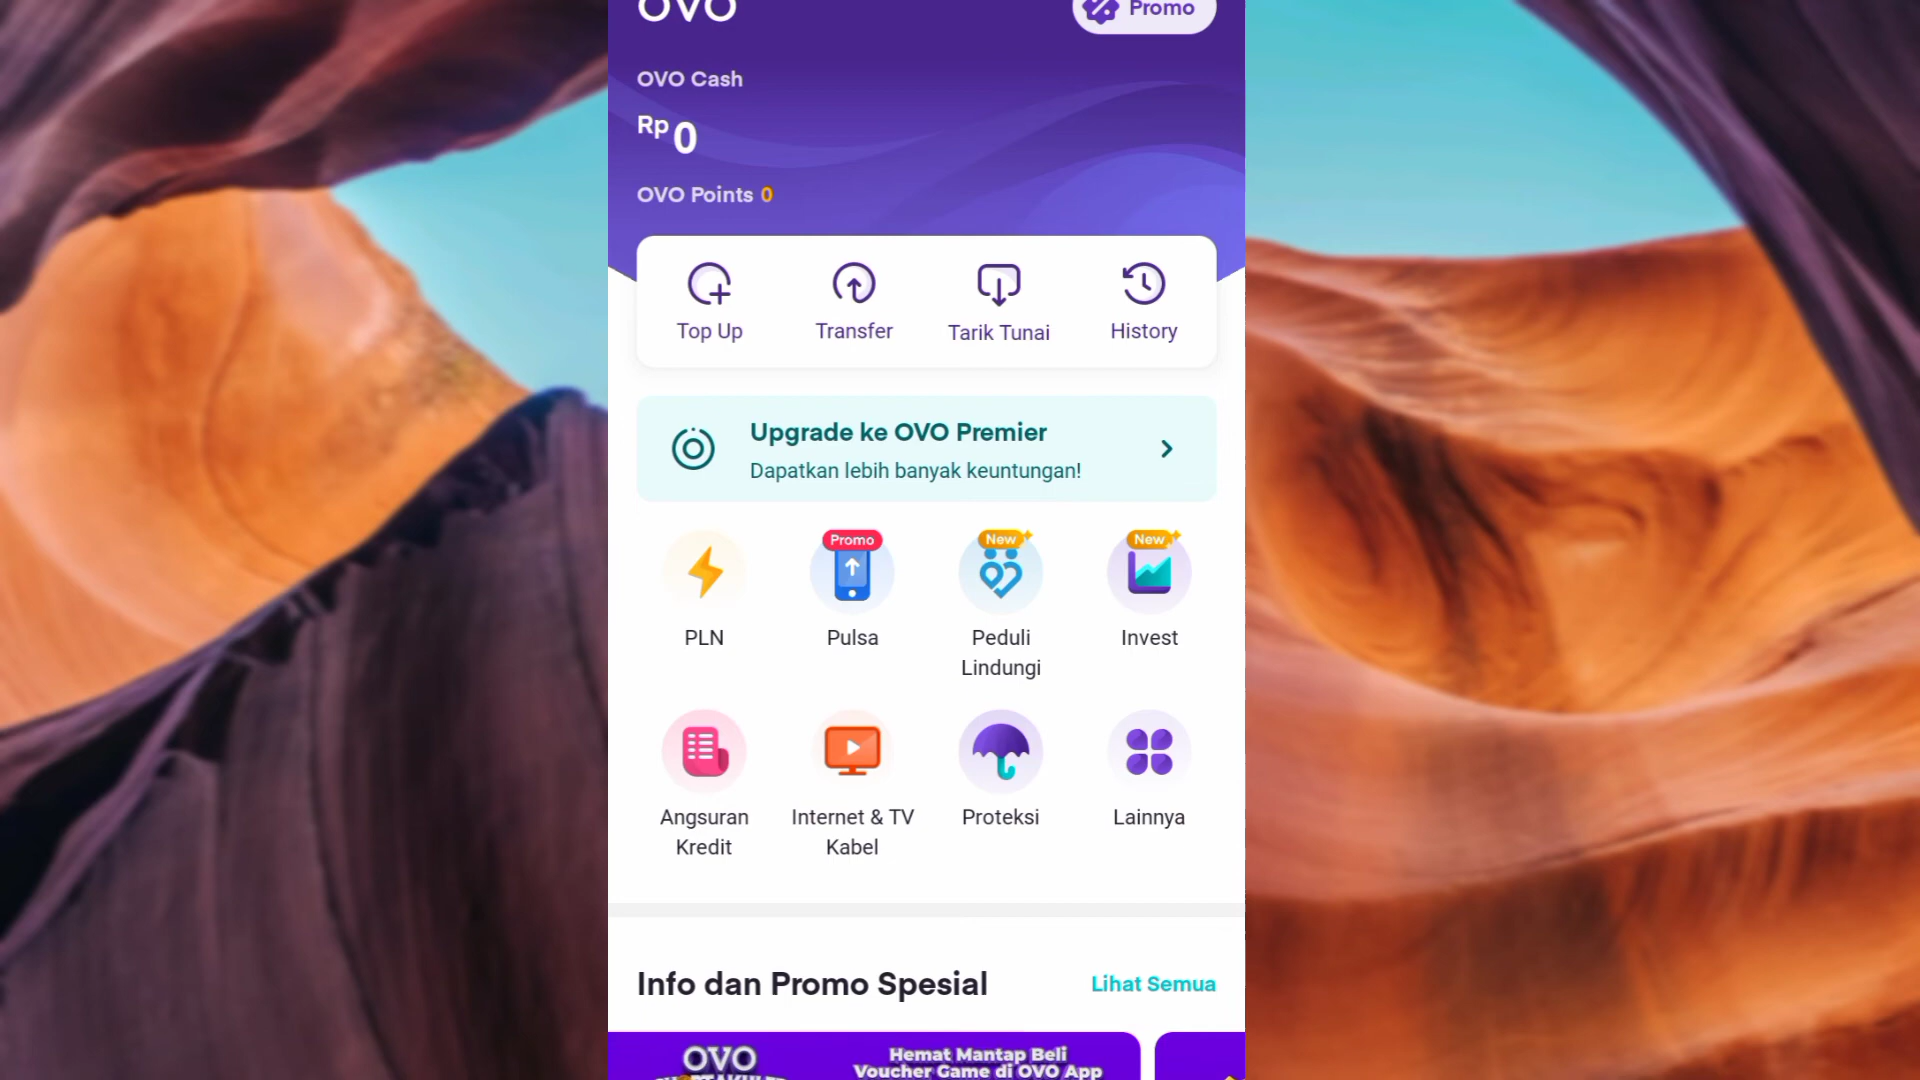 OVO
Promo
OVO Cash
Rp 0
OVO Points 0
Top Up
Transfer
Tarik Tunai
History
Upgrade ke OVO Premier
Dapatkan lebih banyak keuntungan!
Promo
New
New
PLN
Pulsa
Peduli
Lindungi
Invest
Angsuran
Kredit
Internet & TV
Kabel
Proteksi
Lainnya
Info dan Promo Spesial
Lihat Semua
OVO
Hemat Mantap Beli
Voucher Game di OVO App